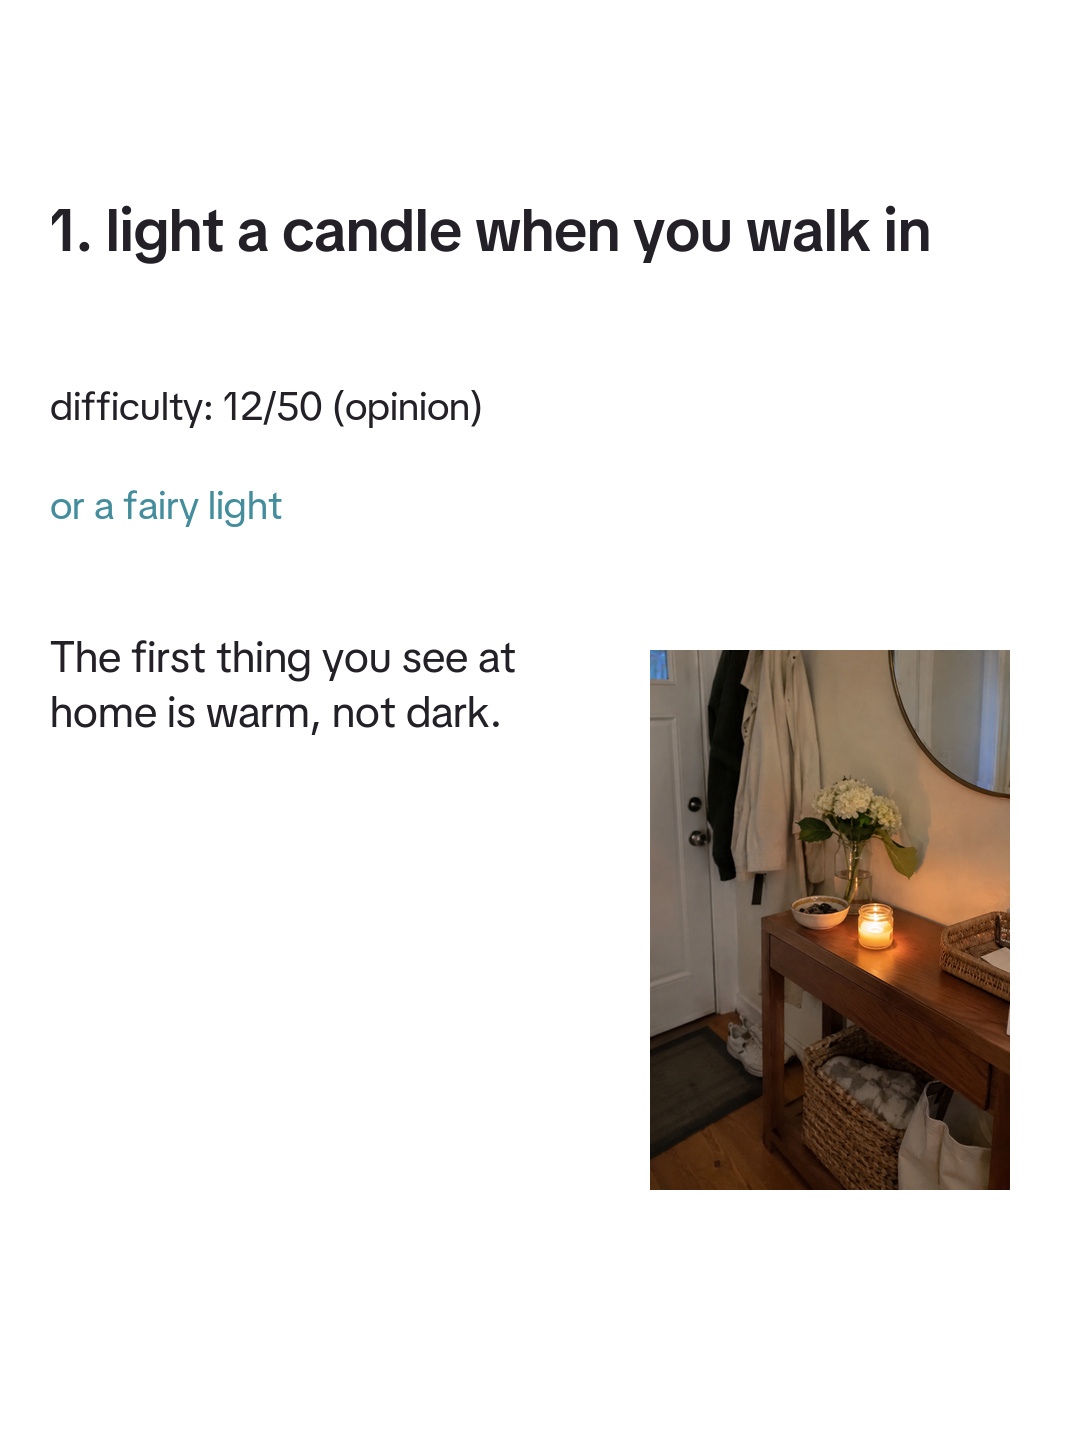 1. light a candle when you walk in
difficulty: 12/50 (opinion)
or a fairy light
The first thing you see at
home is warm, not dark.